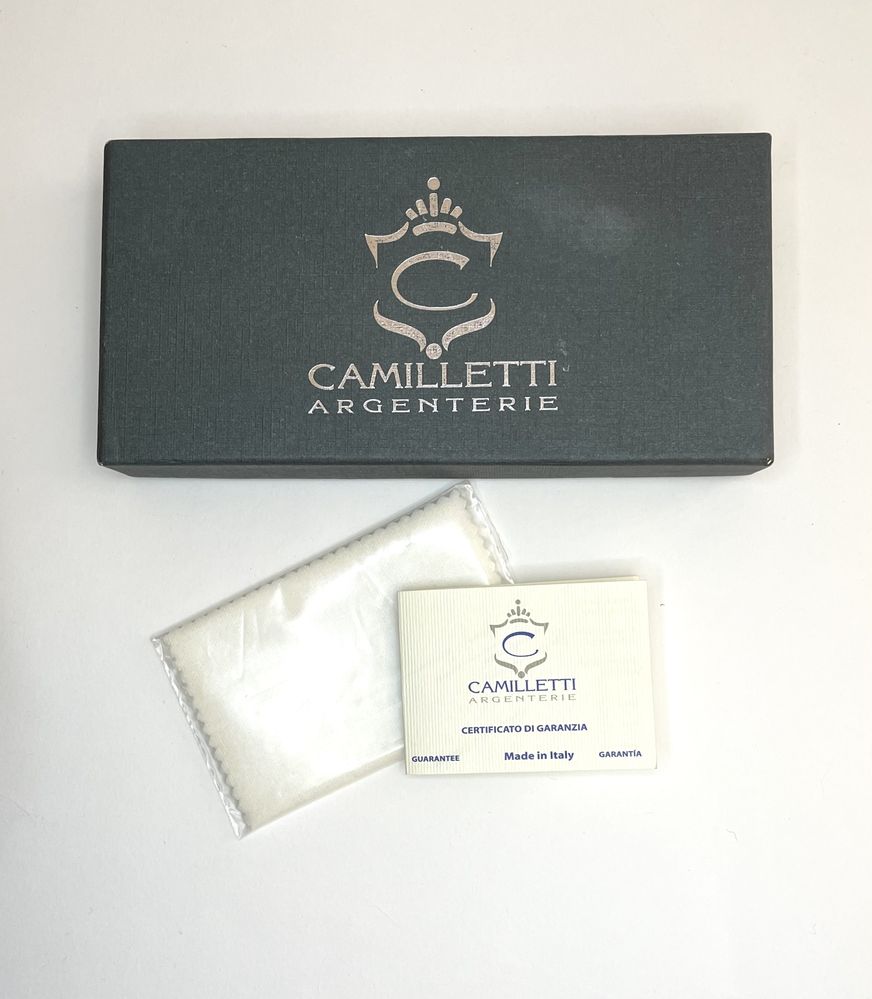 C
CAMILLETTI
ARGENTERIE
C
CAMILLETTI
ARGENTERIE
CERTIFICATO DI GARANZIA
GUARANTEE Made in Italy GARANTÍA